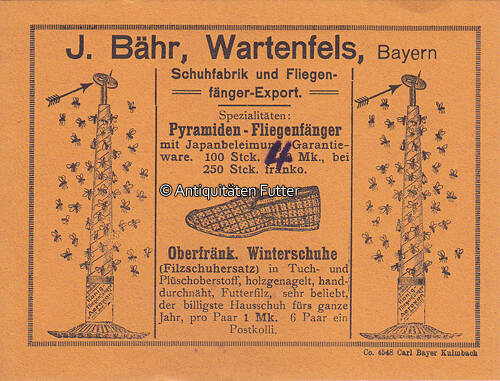 J. Bähr, Wartenfels, Bayern
Schuhfabrik und Fliegen-
fänger-Export.
Spezialitäten:
Pyramiden-Fliegenfänger
mit Japanbeleimung Garantie-
ware. 100 Stck. 4 Mk., bei
250 Stck. franko.
© Antiquitäten Futter
Oberfränk. Winterschuhe
(Filzschuhersatz) in Tuch- und
Plüschoberstoff, holzgenagelt, hand-
durchnäht, Futterfilz, sehr beliebt,
der billigste Hausschuh fürs ganze
Jahr, pro Paar 1 Mk. 6 Paar ein
Postkolli.
Co. 4548 Carl Bayer Kulmbach